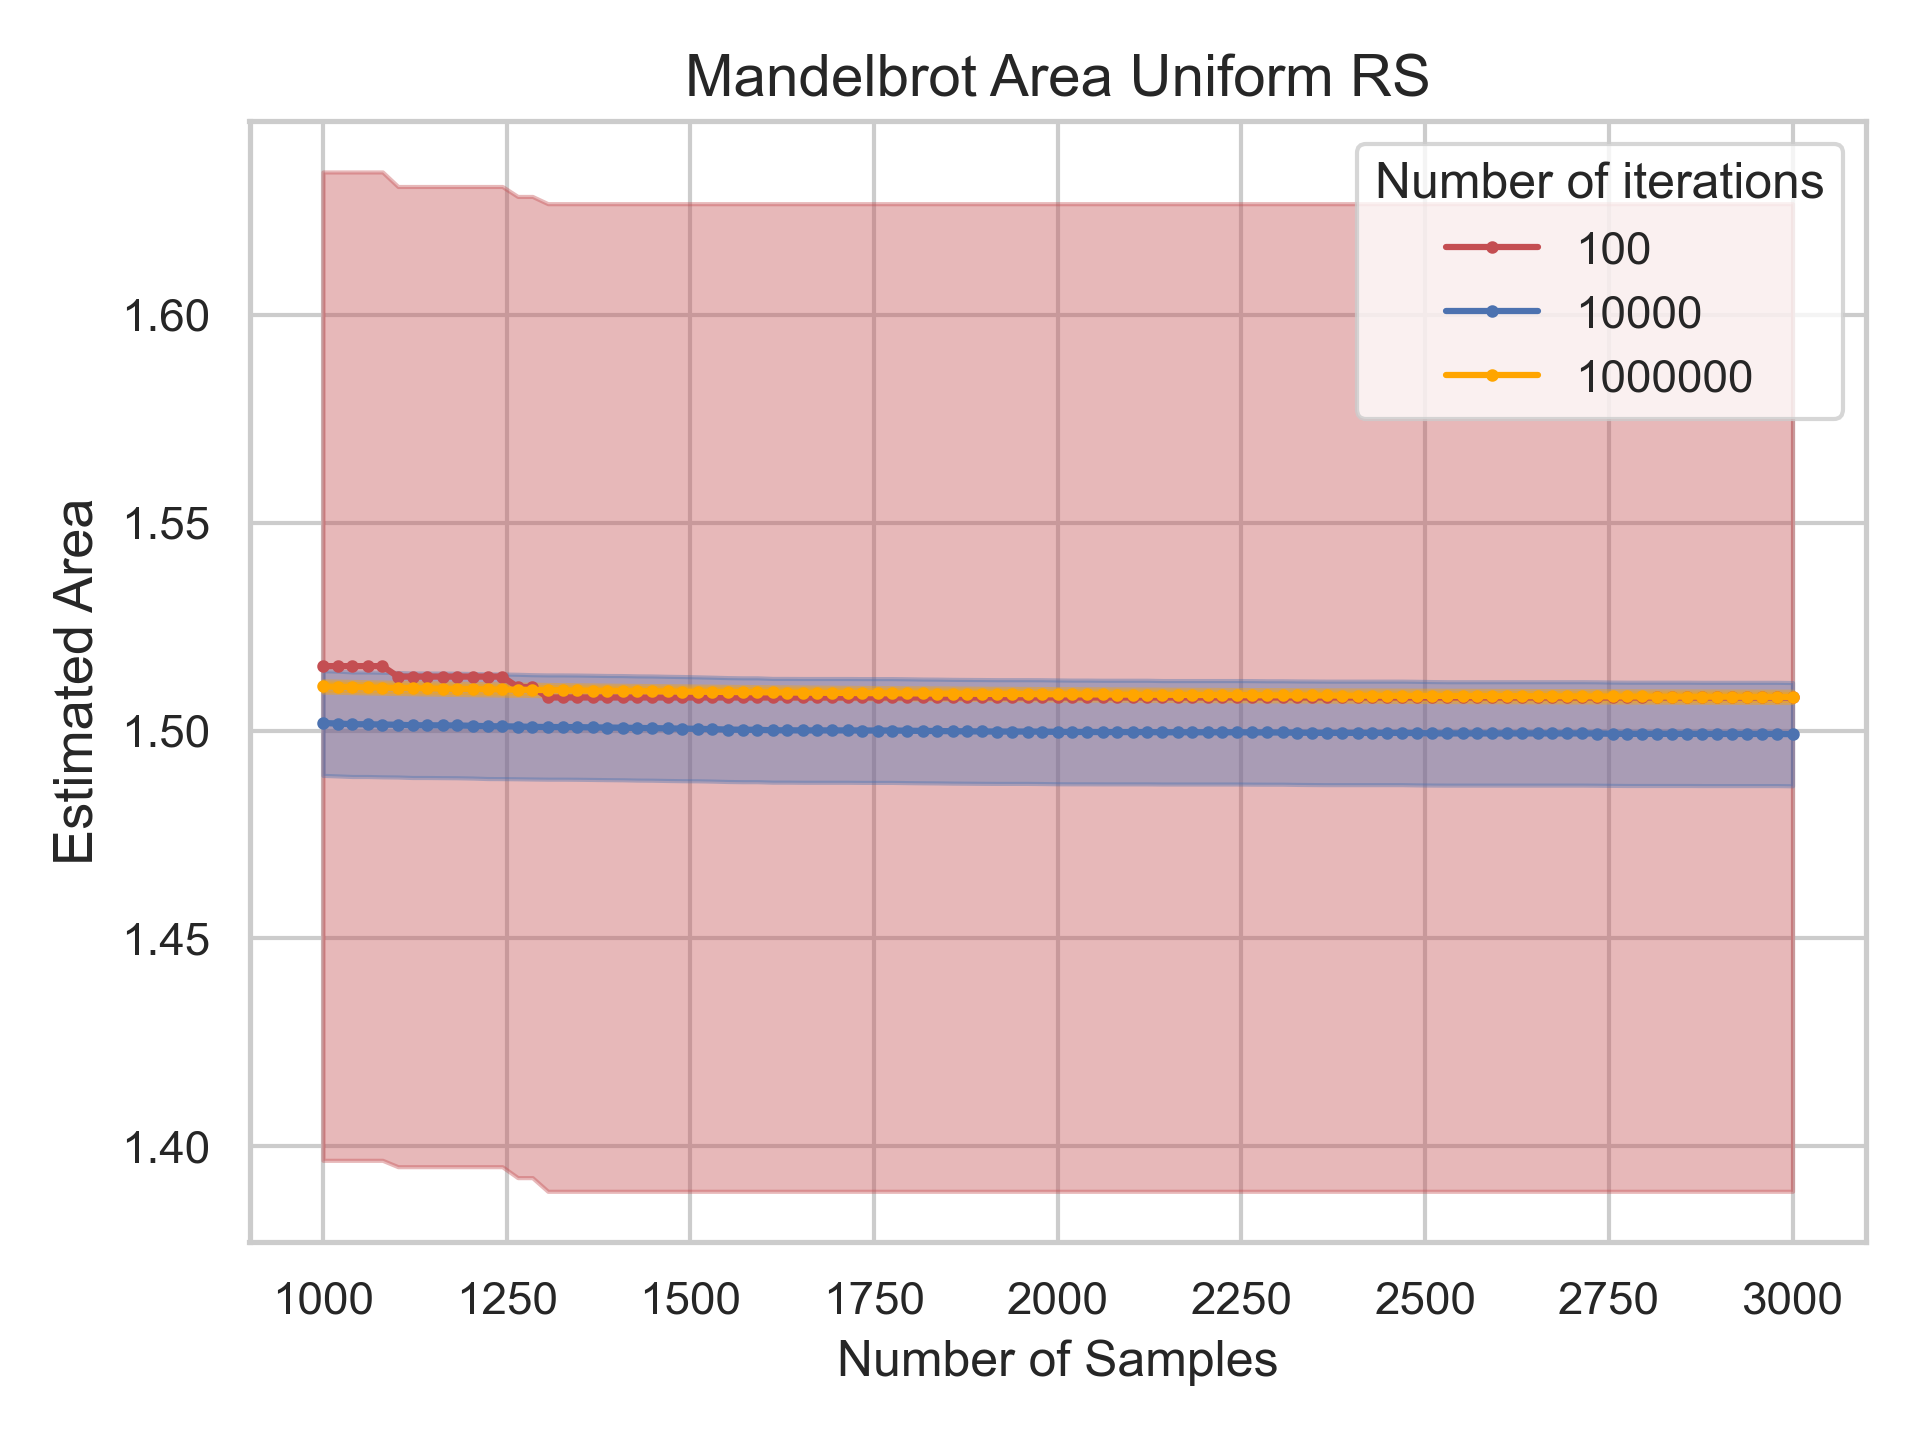 Mandelbrot Area Uniform RS
Number of iterations
100
10000
1000000
Estimated Area
1.60
1.55
1.50
1.45
1.40
1000 1250 1500 1750 2000 2250 2500 2750 3000
Number of Samples